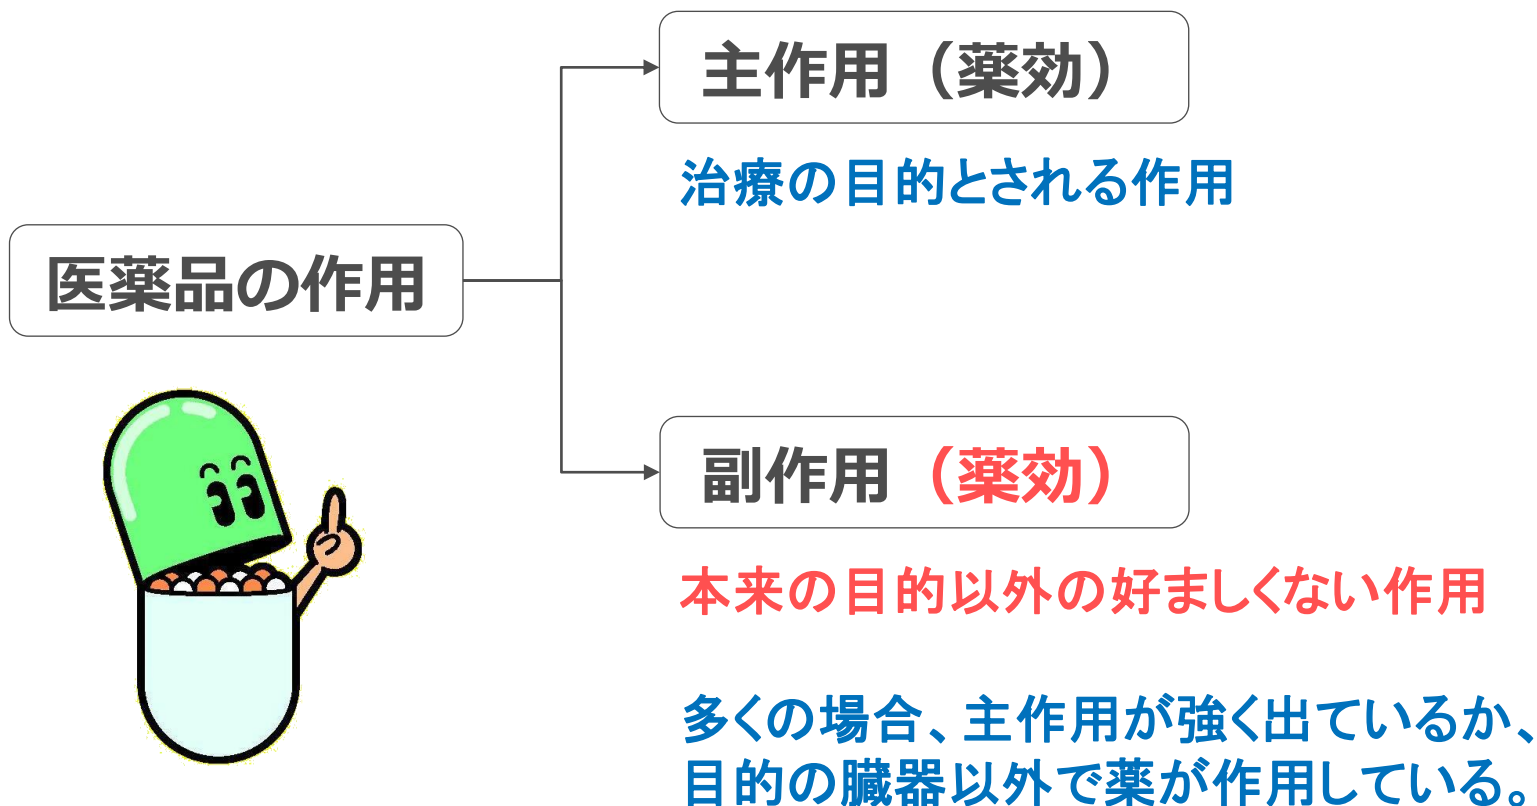 主作用（薬効）
治療の目的とされる作用
医薬品の作用
副作用（薬効）
本来の目的以外の好ましくない作用
多くの場合、主作用が強く出ているか、
目的の臓器以外で薬が作用している。